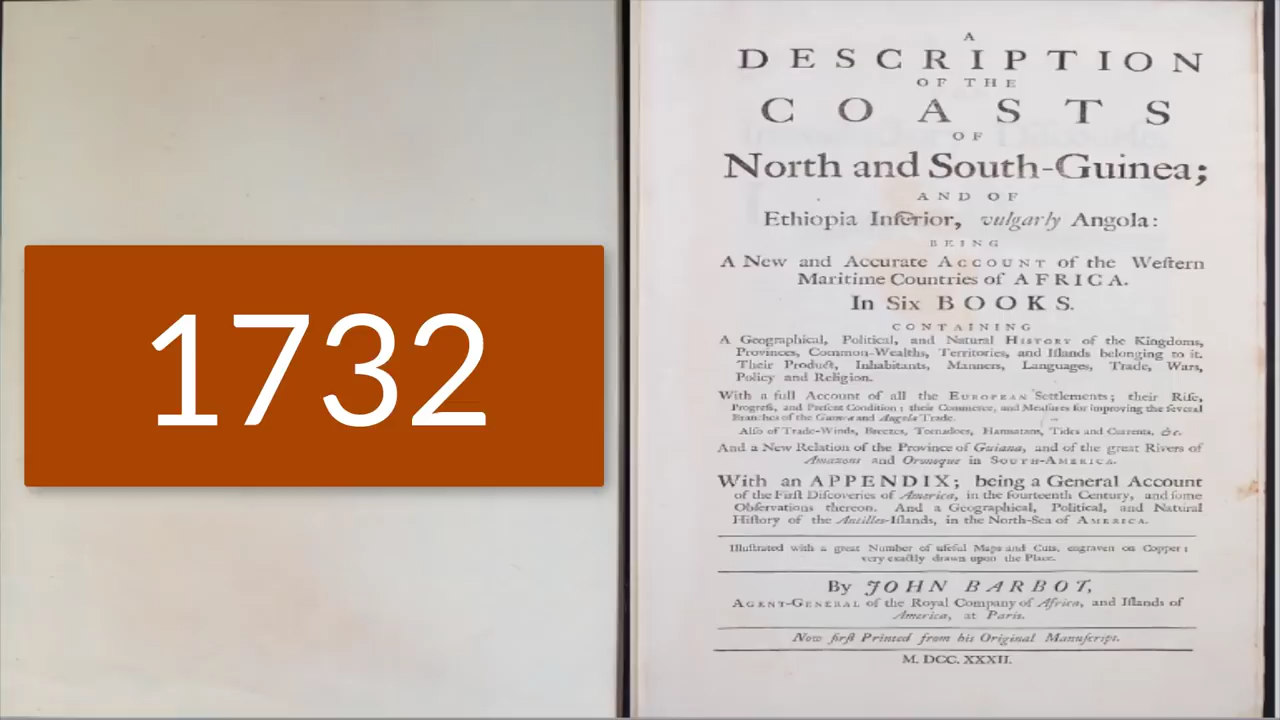 1732
A
DESCRIPTION
OF THE
COASTS
OF
North and South-Guinea;
AND OF
Ethiopia Inferior, vulgarly Angola:
BEING
A New and Accurate ACCOUNT of the Weſtern
Maritime Countries of AFRICA.
In Six BOOKS.
CONTAINING
A Geographical, Political, and Natural HISTORY of the Kingdoms,
Provinces, Common-Wealths, Territories, and Iſlands belonging to it.
Their Product, Inhabitants, Manners, Languages, Trade, Wars,
Policy and Religion.
With a full Account of all the EUROPEAN Settlements; their Riſe,
Progreſs, and Preſent Condition; their Commerce, and Meaſures for improving the ſeveral
Branches of the Guinea and Angola Trade.
Alſo of Trade-Winds, Breezes, Tornadoes, Harmatans, Tides and Currents, &c.
And a New Relation of the Province of Guiana, and of the great Rivers of
Amazons and Oronoque in SOUTH-AMERICA.
With an APPENDIX; being a General Account
of the Firſt Diſcoveries of America, in the fourteenth Century, and ſome
Obſervations thereon. And a Geographical, Political, and Natural
Hiſtory of the Antilles-Iſlands, in the North-Sea of AMERICA.
Illuſtrated with a great Number of uſeful Maps and Cuts, engraven on Copper;
very exactly drawn upon the Place.
By JOHN BARBOT,
AGENT-GENERAL of the Royal Company of Africa, and Iſlands of
America, at Paris.
Now firſt Printed from his Original Manuſcript.
M. DCC. XXXII.